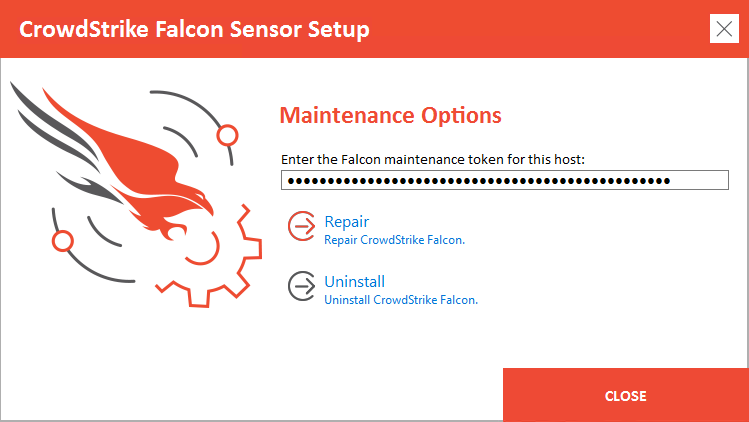 CrowdStrike Falcon Sensor Setup
Maintenance Options
Enter the Falcon maintenance token for this host:
●●●●●●●●●●●●●●●●●●●●●●●●●●●●●●●●●●●●●●●●●●●●●●●●
Repair
Repair CrowdStrike Falcon.
Uninstall
Uninstall CrowdStrike Falcon.
CLOSE